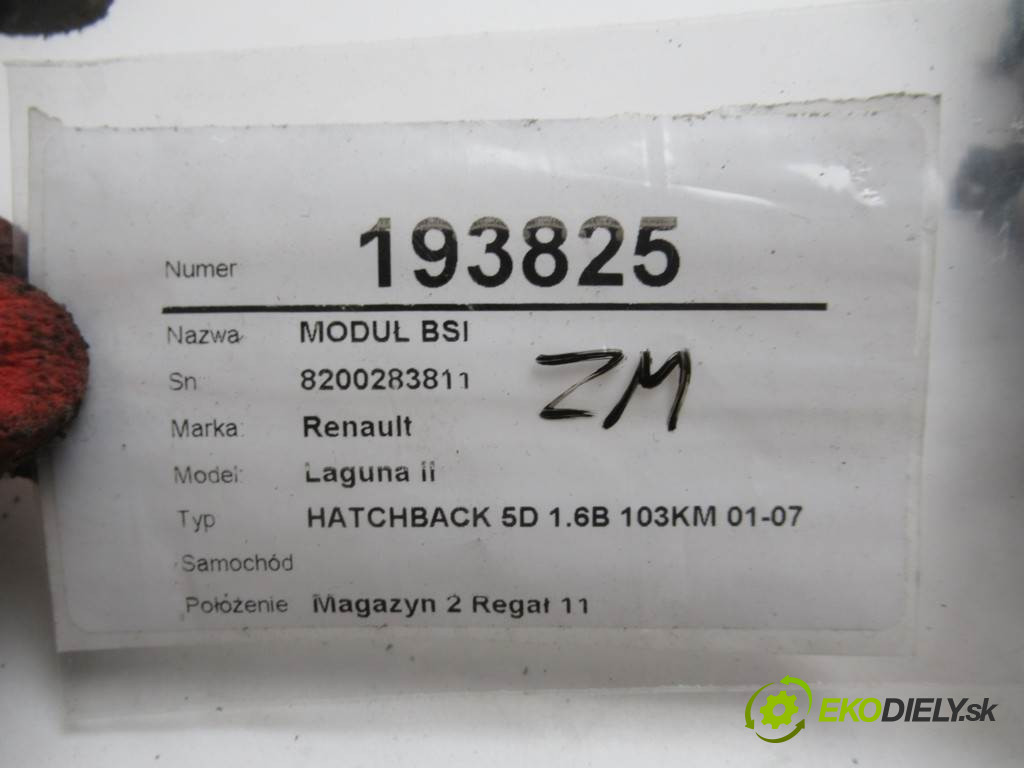 Numer 193825
Nazwa MODUŁ BSI
Sn 8200283811
ZM
Marka: Renault
Model: Laguna II
Typ HATCHBACK 5D 1.6B 103KM 01-07
Samochód
Położenie Magazyn 2 Regał 11
EKODIELY.sk